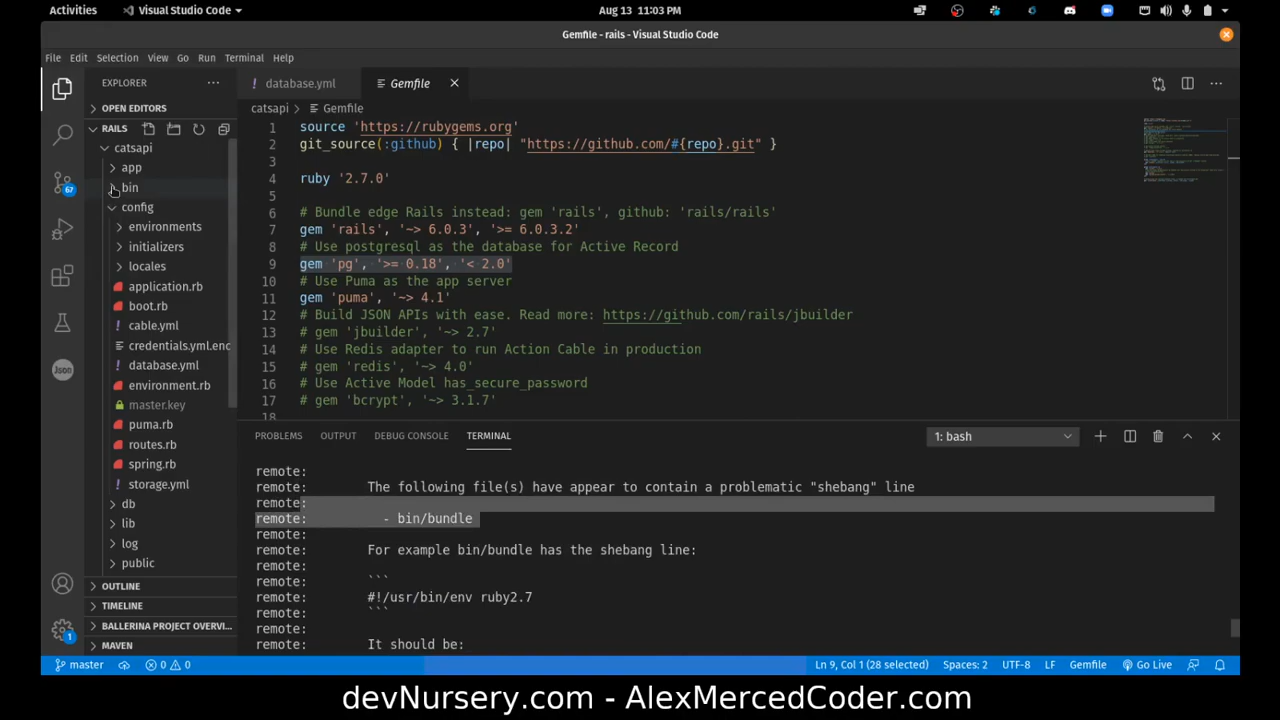 Activities
Visual Studio Code
Aug 13 11:03 PM
Gemfile - rails - Visual Studio Code
File Edit Selection View Go Run Terminal Help
EXPLORER
OPEN EDITORS
RAILS
catsapi
app
bin
config
environments
initializers
locales
application.rb
boot.rb
cable.yml
credentials.yml.enc
database.yml
environment.rb
master.key
puma.rb
routes.rb
spring.rb
storage.yml
db
lib
log
public
OUTLINE
TIMELINE
BALLERINA PROJECT OVERVI...
MAVEN
67
Json
1
! database.yml
Gemfile
catsapi > Gemfile
1 source 'https://rubygems.org'
2 git_source(:github) { |repo| "https://github.com/#{repo}.git" }
3
4 ruby '2.7.0'
5
6 # Bundle edge Rails instead: gem 'rails', github: 'rails/rails'
7 gem 'rails', '~> 6.0.3', '>= 6.0.3.2'
8 # Use postgresql as the database for Active Record
9 gem 'pg', '>= 0.18', '< 2.0'
10 # Use Puma as the app server
11 gem 'puma', '~> 4.1'
12 # Build JSON APIs with ease. Read more: https://github.com/rails/jbuilder
13 # gem 'jbuilder', '~> 2.7'
14 # Use Redis adapter to run Action Cable in production
15 # gem 'redis', '~> 4.0'
16 # Use Active Model has_secure_password
17 # gem 'bcrypt', '~> 3.1.7'
18
PROBLEMS OUTPUT DEBUG CONSOLE TERMINAL
1: bash
remote:
remote: The following file(s) have appear to contain a problematic "shebang" line
remote:
remote: - bin/bundle
remote:
remote: For example bin/bundle has the shebang line:
remote:
remote: ```
remote: #!/usr/bin/env ruby2.7
remote: ```
remote:
remote: It should be:
master
0 0
Ln 9, Col 1 (28 selected)
Spaces: 2
UTF-8
LF
Gemfile
Go Live
devNursery.com - AlexMercedCoder.com